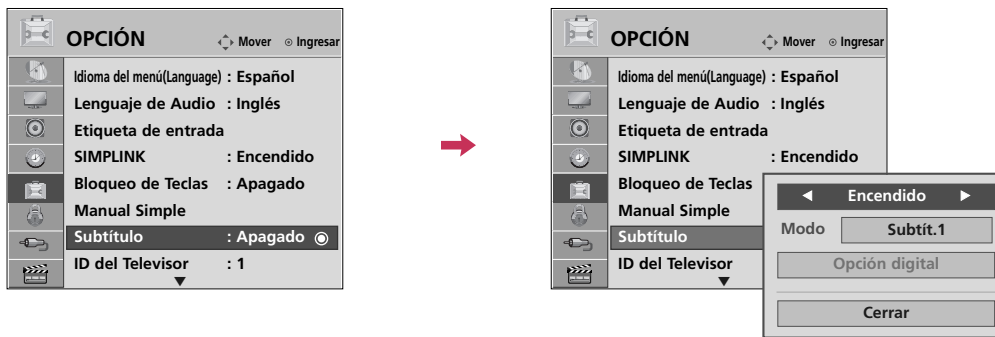 OPCIÓN Mover Ingresar
Idioma del menú(Language) : Español
Lenguaje de Audio : Inglés
Etiqueta de entrada
SIMPLINK : Encendido
Bloqueo de Teclas : Apagado
Manual Simple
Subtítulo : Apagado
ID del Televisor : 1
OPCIÓN Mover Ingresar
Idioma del menú(Language) : Español
Lenguaje de Audio : Inglés
Etiqueta de entrada
SIMPLINK : Encendido
Bloqueo de Teclas
Manual Simple
Subtítulo
ID del Televisor
Encendido
Modo Subtít.1
Opción digital
Cerrar